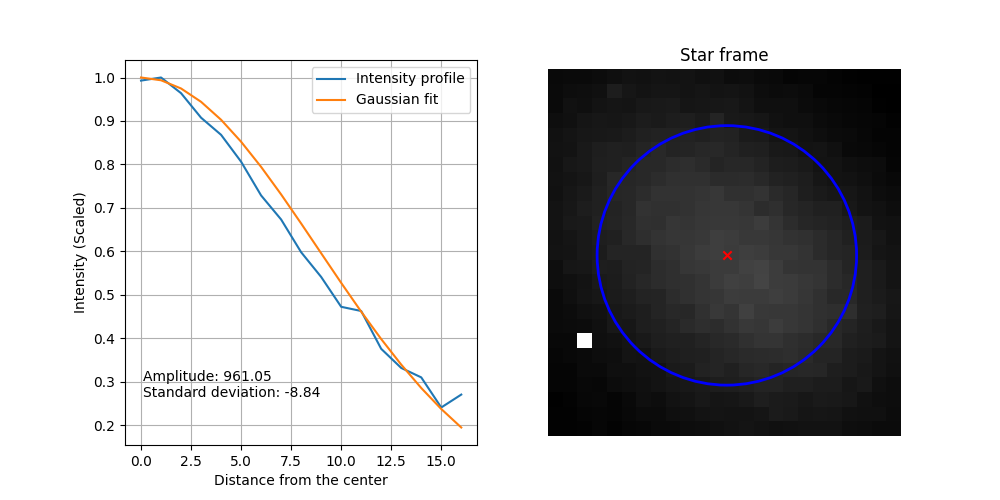 Star frame
1.0
0.9
0.8
0.7
0.6
0.5
0.4
0.3
0.2
Intensity (Scaled)
Intensity profile
Gaussian fit
Amplitude: 961.05
Standard deviation: -8.84
0.0 2.5 5.0 7.5 10.0 12.5 15.0
Distance from the center